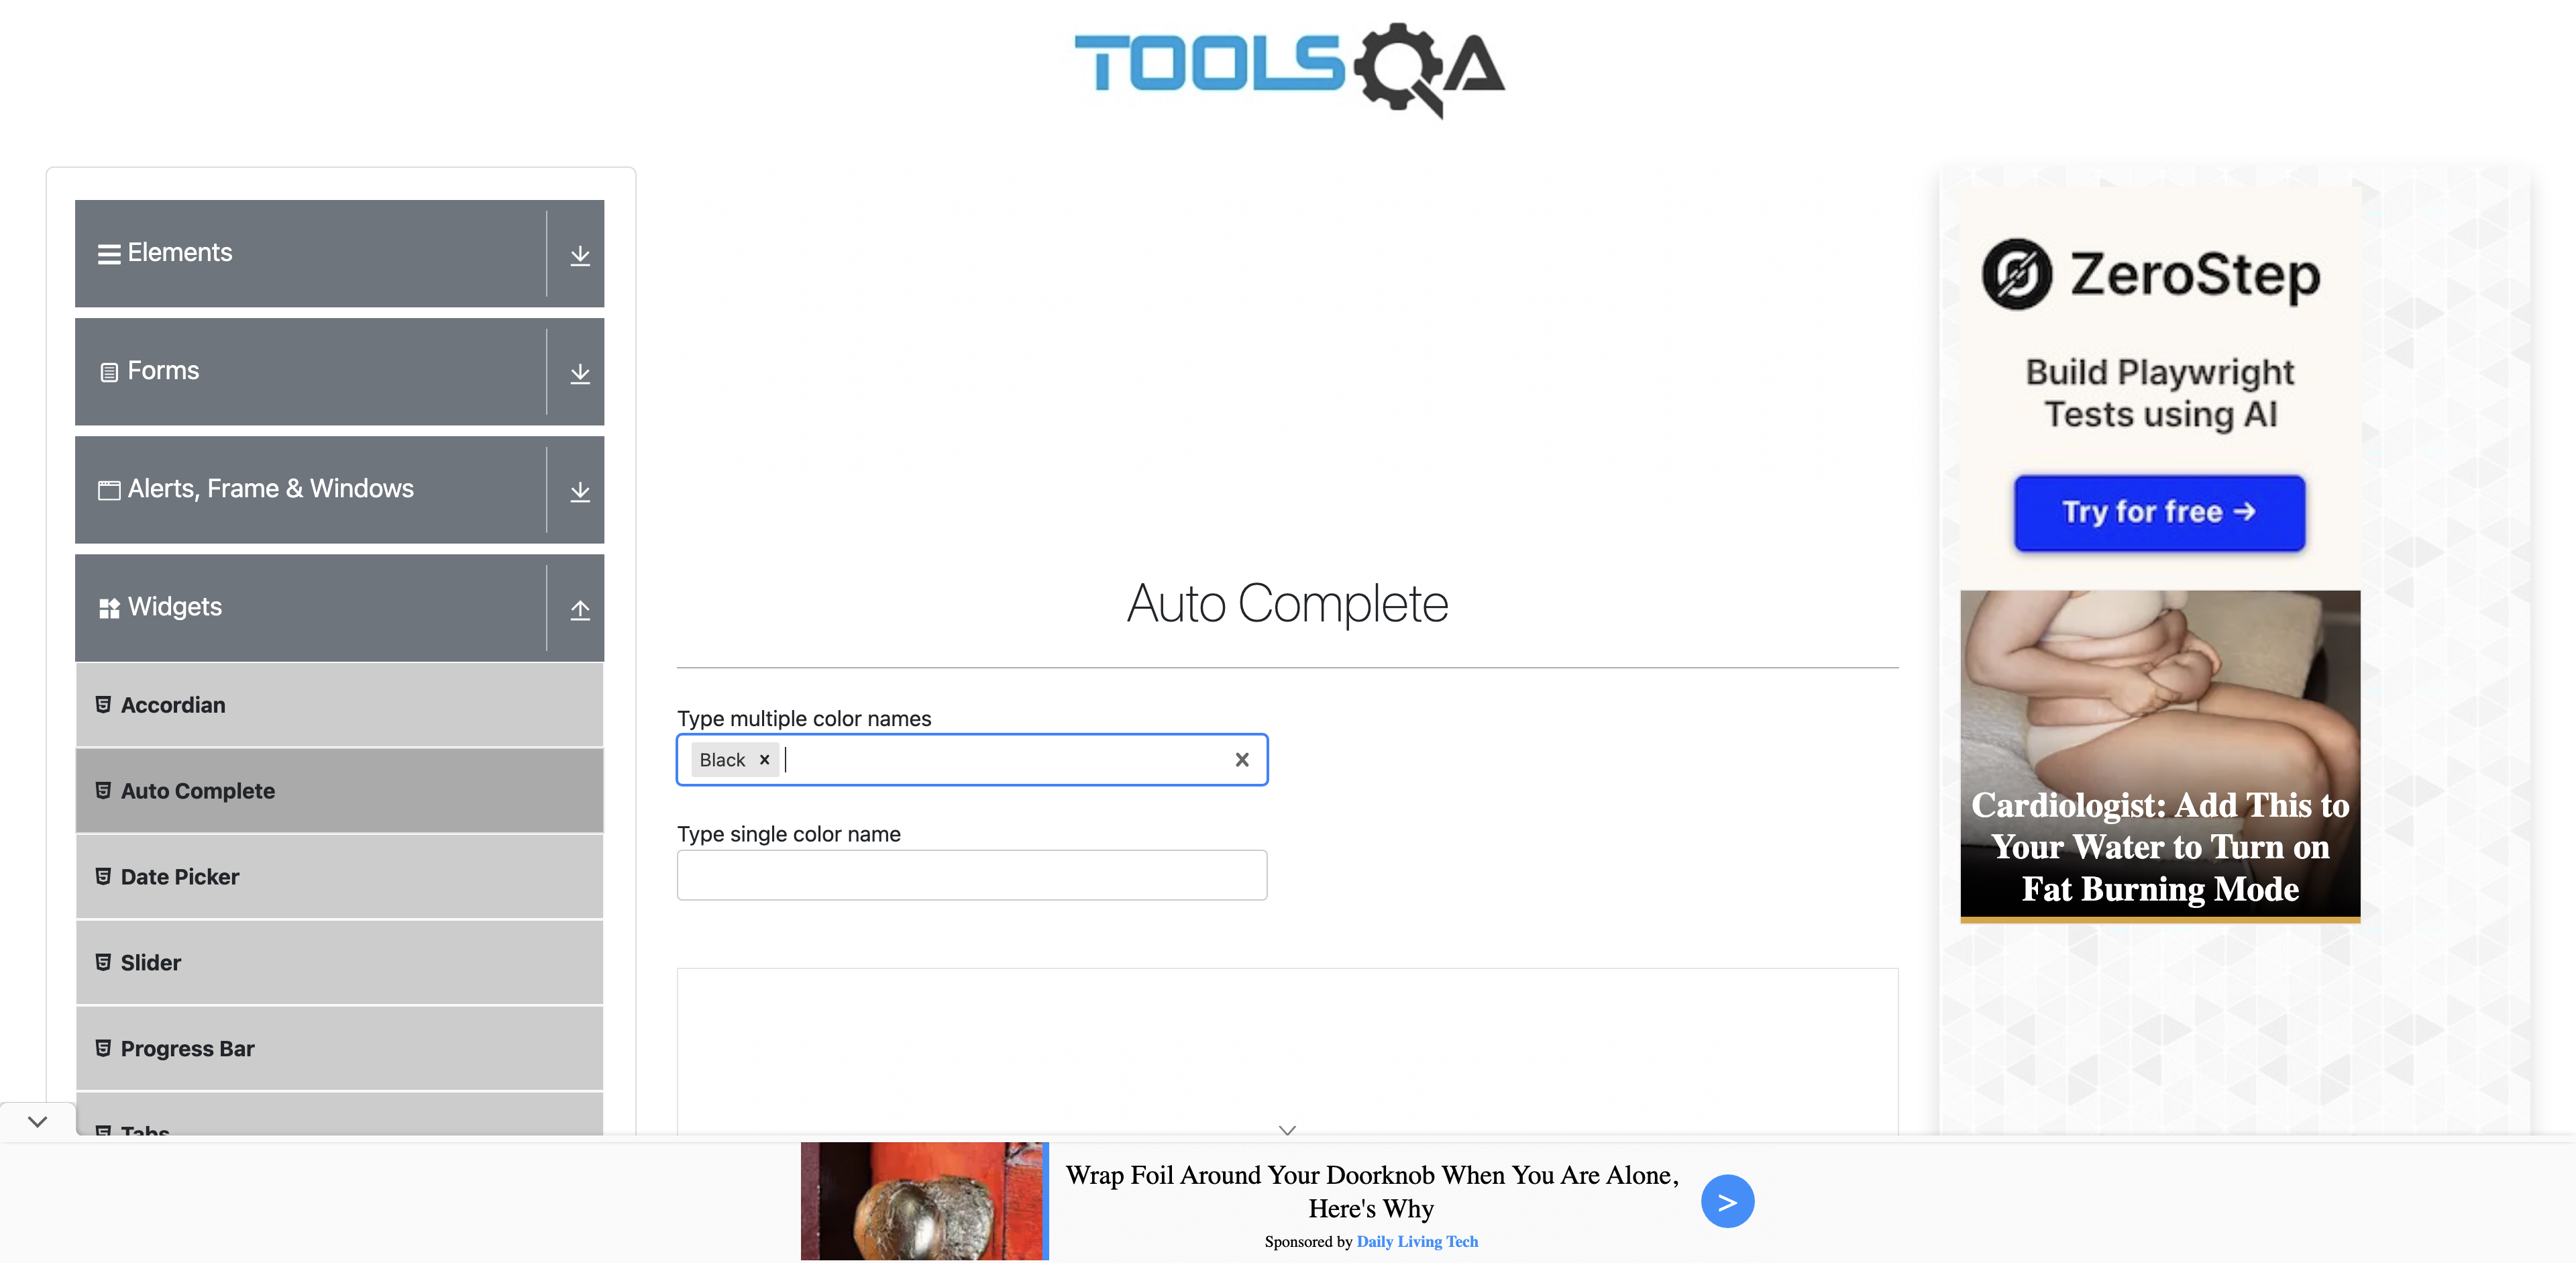 TOOLSQA
Elements
Forms
Alerts, Frame & Windows
Widgets
Accordian
Auto Complete
Date Picker
Slider
Progress Bar
Tabs
Auto Complete
Type multiple color names
Black
Type single color name
ZeroStep
Build Playwright
Tests using AI
Try for free →
Cardiologist: Add This to
Your Water to Turn on
Fat Burning Mode
Wrap Foil Around Your Doorknob When You Are Alone,
Here's Why
Sponsored by Daily Living Tech